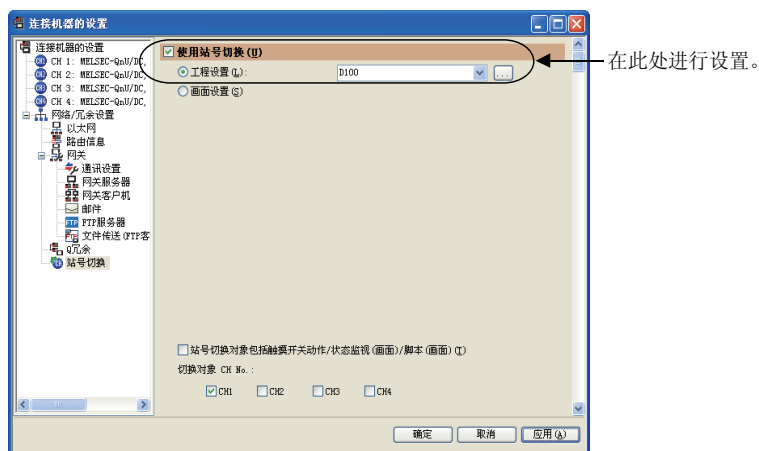 连接机器的设置
连接机器的设置
CH 1: MELSEC-QnU/DC,
CH 2: MELSEC-QnU/DC,
CH 3: MELSEC-QnU/DC,
CH 4: MELSEC-QnU/DC,
网络/冗余设置
以太网
路由信息
网关
通讯设置
网关服务器
网关客户机
邮件
FTP服务器
文件传送(FTP客
Q冗余
站号切换
使用站号切换(U)
工程设置(L):
D100
...
画面设置(S)
站号切换对象包括触摸开关动作/状态监视(画面)/脚本(画面)(T)
切换对象 CH No.:
CH1 CH2 CH3 CH4
确定 取消 应用(A)
在此处进行设置。